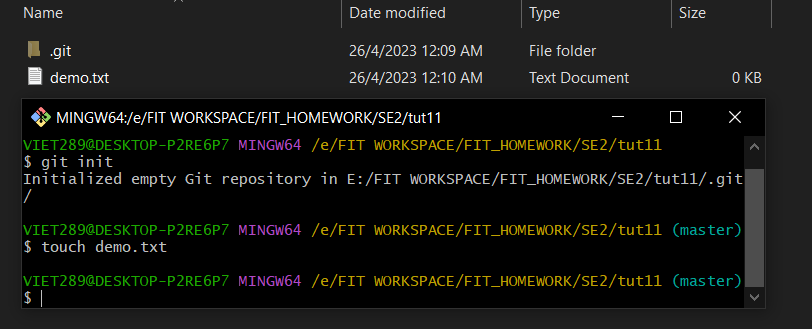 Name Date modified Type Size
.git 26/4/2023 12:09 AM File folder
demo.txt 26/4/2023 12:10 AM Text Document 0 KB
MINGW64:/e/FIT WORKSPACE/FIT_HOMEWORK/SE2/tut11
VIET289@DESKTOP-P2RE6P7 MINGW64 /e/FIT WORKSPACE/FIT_HOMEWORK/SE2/tut11
$ git init
Initialized empty Git repository in E:/FIT WORKSPACE/FIT_HOMEWORK/SE2/tut11/.git
/
VIET289@DESKTOP-P2RE6P7 MINGW64 /e/FIT WORKSPACE/FIT_HOMEWORK/SE2/tut11 (master)
$ touch demo.txt
VIET289@DESKTOP-P2RE6P7 MINGW64 /e/FIT WORKSPACE/FIT_HOMEWORK/SE2/tut11 (master)
$